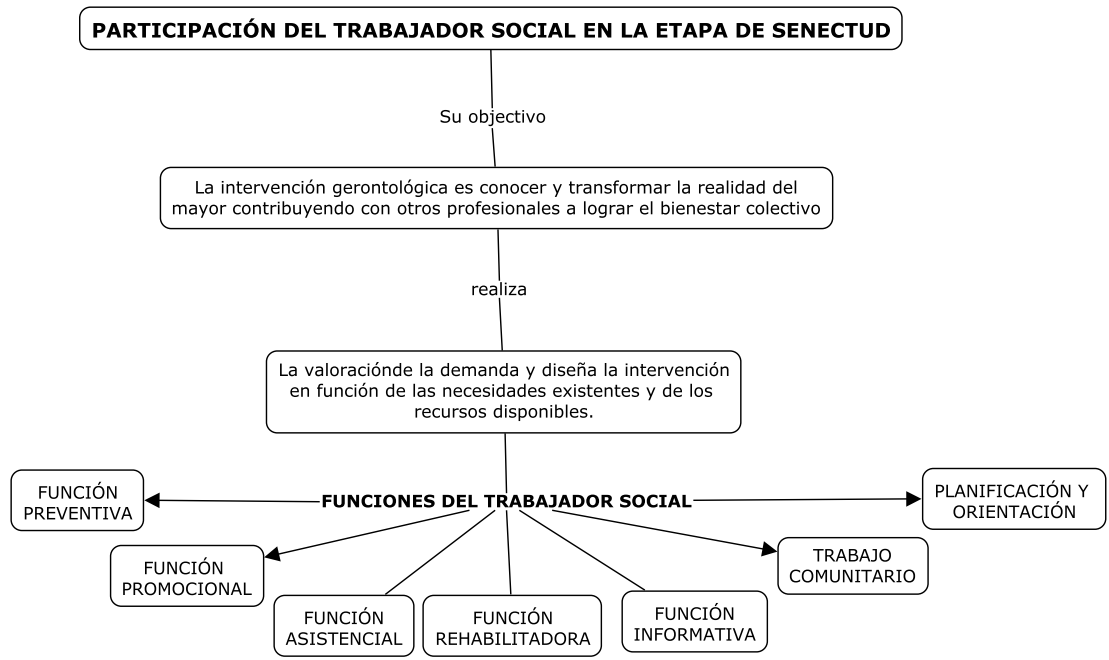 PARTICIPACIÓN DEL TRABAJADOR SOCIAL EN LA ETAPA DE SENECTUD
Su objectivo
La intervención gerontológica es conocer y transformar la realidad del
mayor contribuyendo con otros profesionales a lograr el bienestar colectivo
realiza
La valoraciónde la demanda y diseña la intervención
en función de las necesidades existentes y de los
recursos disponibles.
FUNCIONES DEL TRABAJADOR SOCIAL
FUNCIÓN
PREVENTIVA
FUNCIÓN
PROMOCIONAL
FUNCIÓN
ASISTENCIAL
FUNCIÓN
REHABILITADORA
FUNCIÓN
INFORMATIVA
TRABAJO
COMUNITARIO
PLANIFICACIÓN Y
ORIENTACIÓN